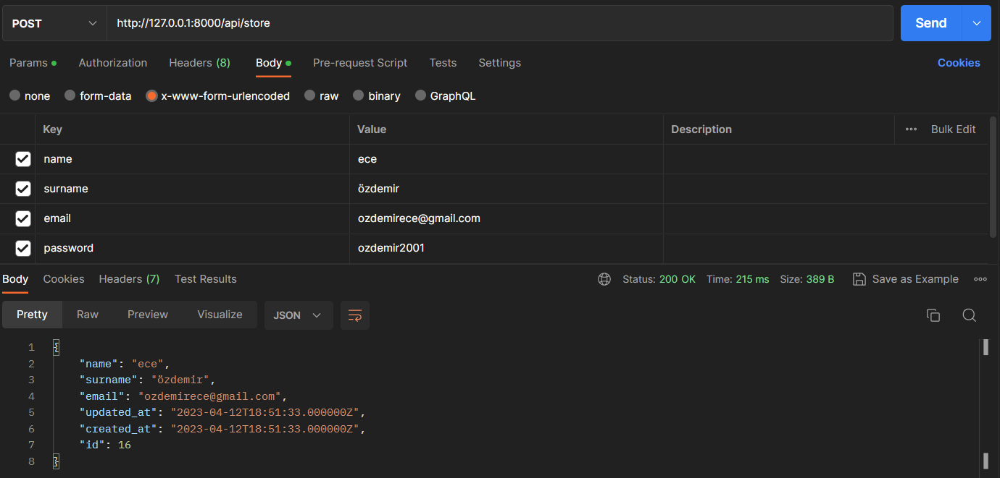 POST http://127.0.0.1:8000/api/store Send
Params Authorization Headers (8) Body Pre-request Script Tests Settings Cookies
none form-data x-www-form-urlencoded raw binary GraphQL
Key Value Description Bulk Edit
name ece
surname özdemir
email ozdemirece@gmail.com
password ozdemir2001
Body Cookies Headers (7) Test Results Status: 200 OK Time: 215 ms Size: 389 B Save as Example
Pretty Raw Preview Visualize JSON
1 {
2 "name": "ece",
3 "surname": "özdemir",
4 "email": "ozdemirece@gmail.com",
5 "updated_at": "2023-04-12T18:51:33.000000Z",
6 "created_at": "2023-04-12T18:51:33.000000Z",
7 "id": 16
8 }